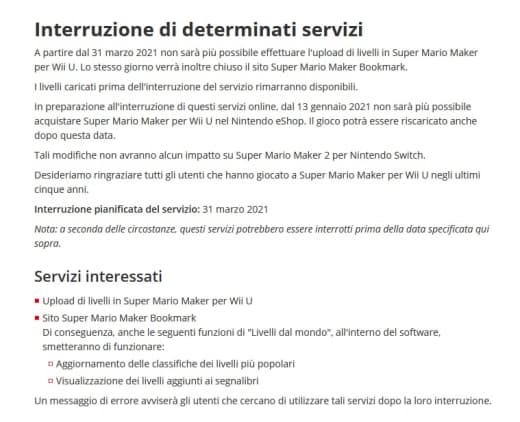 Interruzione di determinati servizi
A partire dal 31 marzo 2021 non sarà più possibile effettuare l'upload di livelli in Super Mario Maker
per Wii U. Lo stesso giorno verrà inoltre chiuso il sito Super Mario Maker Bookmark.
I livelli caricati prima dell'interruzione del servizio rimarranno disponibili.
In preparazione all'interruzione di questi servizi online, dal 13 gennaio 2021 non sarà più possibile
acquistare Super Mario Maker per Wii U nel Nintendo eShop. Il gioco potrà essere riscaricato anche
dopo questa data.
Tali modifiche non avranno alcun impatto su Super Mario Maker 2 per Nintendo Switch.
Desideriamo ringraziare tutti gli utenti che hanno giocato a Super Mario Maker per Wii U negli ultimi
cinque anni.
Interruzione pianificata del servizio: 31 marzo 2021
Nota: a seconda delle circostanze, questi servizi potrebbero essere interrotti prima della data specificata qui
sopra.
Servizi interessati
Upload di livelli in Super Mario Maker per Wii U
Sito Super Mario Maker Bookmark
Di conseguenza, anche le seguenti funzioni di "Livelli dal mondo", all'interno del software,
smetteranno di funzionare:
Aggiornamento delle classifiche dei livelli più popolari
Visualizzazione dei livelli aggiunti ai segnalibri
Un messaggio di errore avviserà gli utenti che cercano di utilizzare tali servizi dopo la loro interruzione.